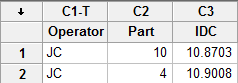 C1-T C2 C3
Operator Part IDC
1 JC 10 10.8703
2 JC 4 10.9008